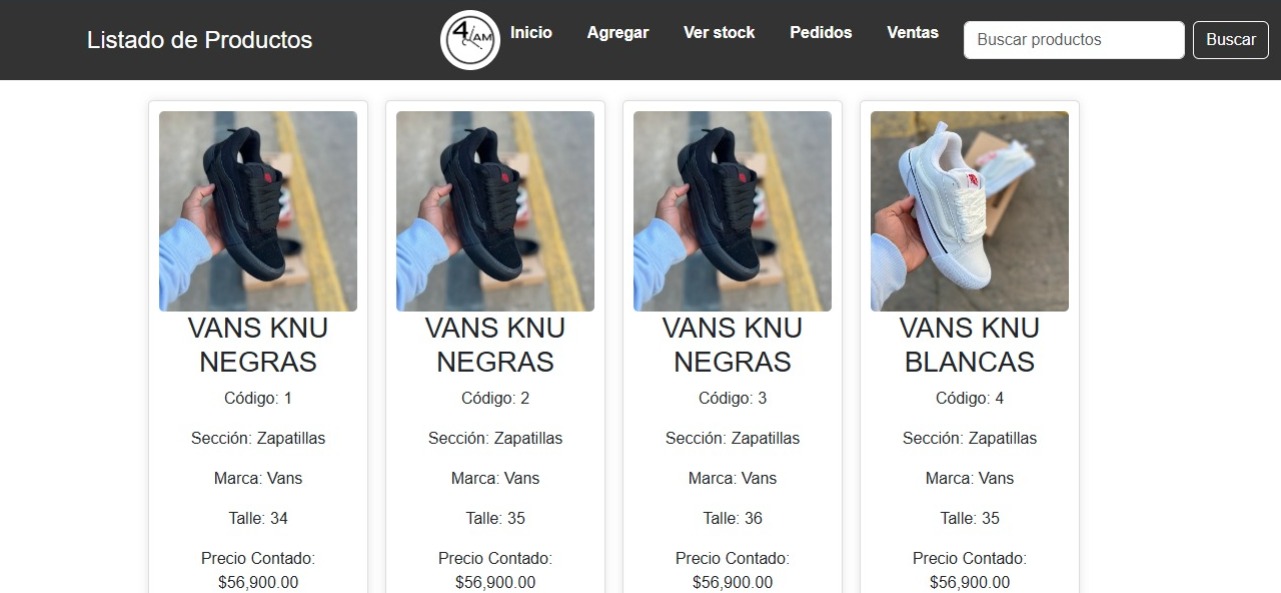 Listado de Productos
4 AM
Inicio Agregar Ver stock Pedidos Ventas
Buscar productos
Buscar
VANS KNU
NEGRAS
Código: 1
Sección: Zapatillas
Marca: Vans
Talle: 34
Precio Contado:
$56,900.00
VANS KNU
NEGRAS
Código: 2
Sección: Zapatillas
Marca: Vans
Talle: 35
Precio Contado:
$56,900.00
VANS KNU
NEGRAS
Código: 3
Sección: Zapatillas
Marca: Vans
Talle: 36
Precio Contado:
$56,900.00
VANS KNU
BLANCAS
Código: 4
Sección: Zapatillas
Marca: Vans
Talle: 35
Precio Contado:
$56,900.00